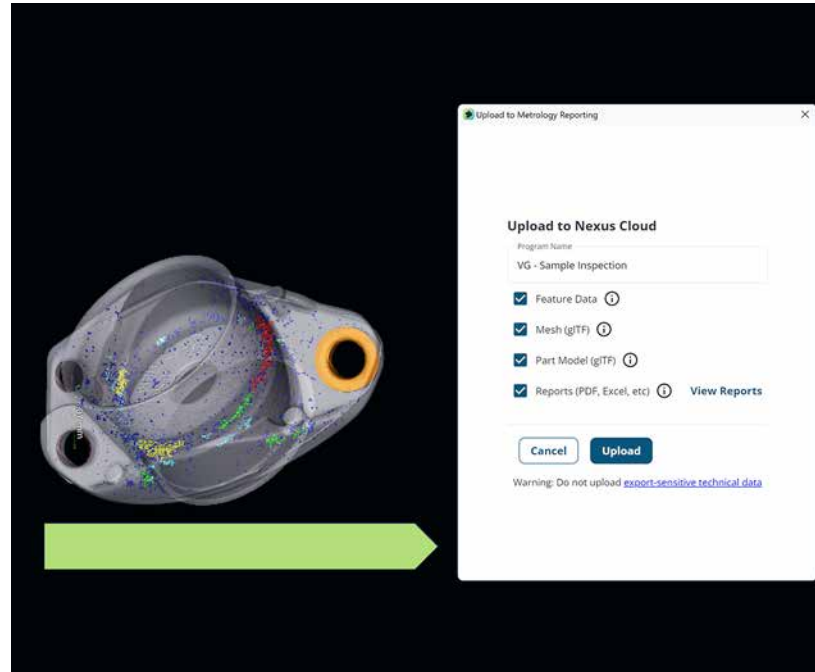 Upload to Metrology Reporting
Upload to Nexus Cloud
Program Name
VG - Sample Inspection
Feature Data
Mesh (glTF)
Part Model (glTF)
Reports (PDF, Excel, etc) View Reports
Cancel Upload
Warning: Do not upload export-sensitive technical data